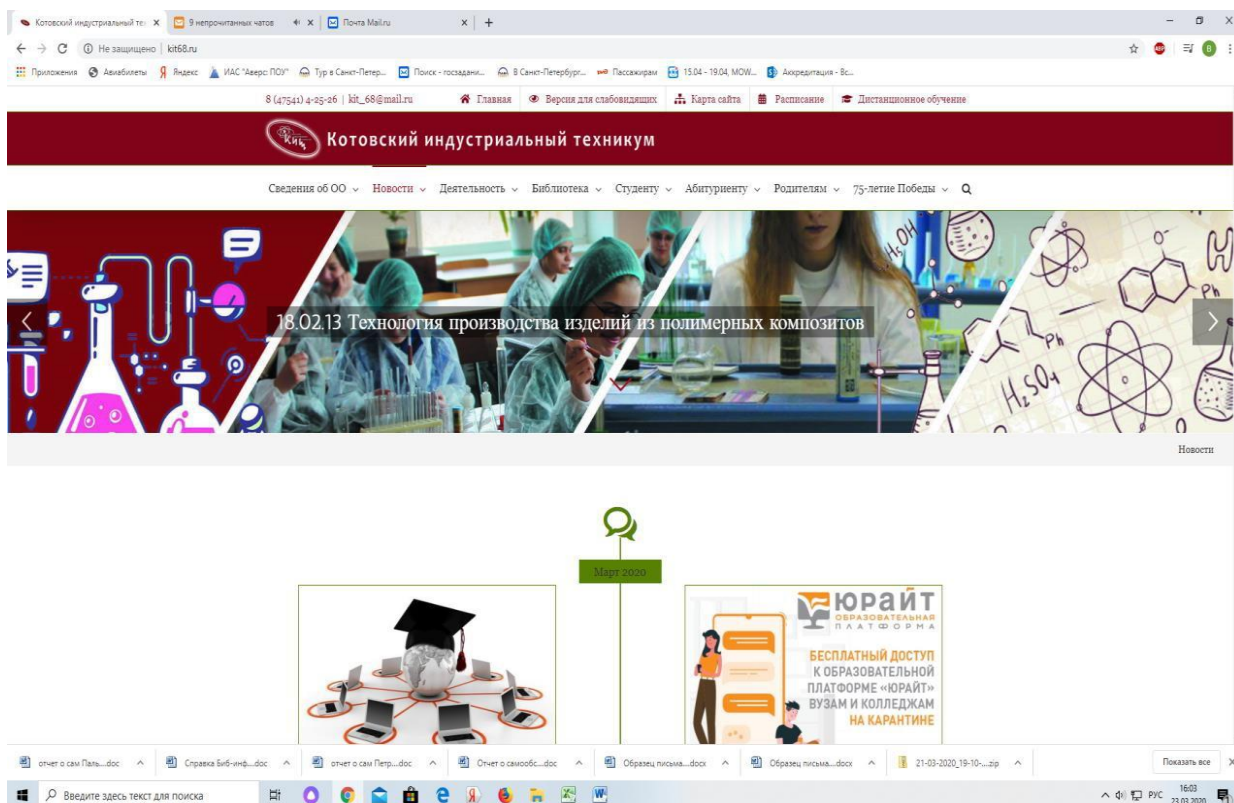 Котовский индустриальный те
9 непрочитанных чатов
Почта Mail.ru
Не защищено | kit68.ru
Приложения Авиабилеты Яндекс ИАС "Аверс: ПОУ" Тур в Санкт-Петер... Поиск - госзадани... В Санкт-Петербург... Пассажирам 15.04 - 19.04, MOW... Аккредитация - Вс...
8 (47541) 4-25-26 | kit_68@mail.ru Главная Версия для слабовидящих Карта сайта Расписание Дистанционное обучение
Котовский индустриальный техникум
Сведения об ОО Новости Деятельность Библиотека Студенту Абитуриенту Родителям 75-летие Победы
18.02.13 Технология производства изделий из полимерных композитов
Ph
Ph
H₂SO₄
Новости
Март 2020
юрайт
ОБРАЗОВАТЕЛЬНАЯ
ПЛАТФОРМА
БЕСПЛАТНЫЙ ДОСТУП
К ОБРАЗОВАТЕЛЬНОЙ
ПЛАТФОРМЕ «ЮРАЙТ»
ВУЗАМ И КОЛЛЕДЖАМ
НА КАРАНТИНЕ
отчет о сам Паль....doc Справка Биб-инф....doc отчет о сам Петр....doc Отчет о самообс....doc Образец письма....docx Образец письма....docx 21-03-2020_19-10-....zip Показать все
Введите здесь текст для поиска
РУС 16:03
23.03.2020